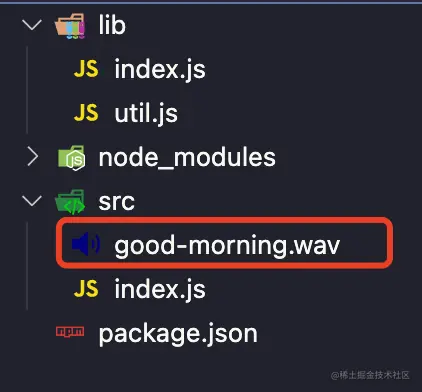 lib
JS index.js
JS util.js
JS node_modules
src
good-morning.wav
JS index.js
npm package.json
@稀土掘金技术社区